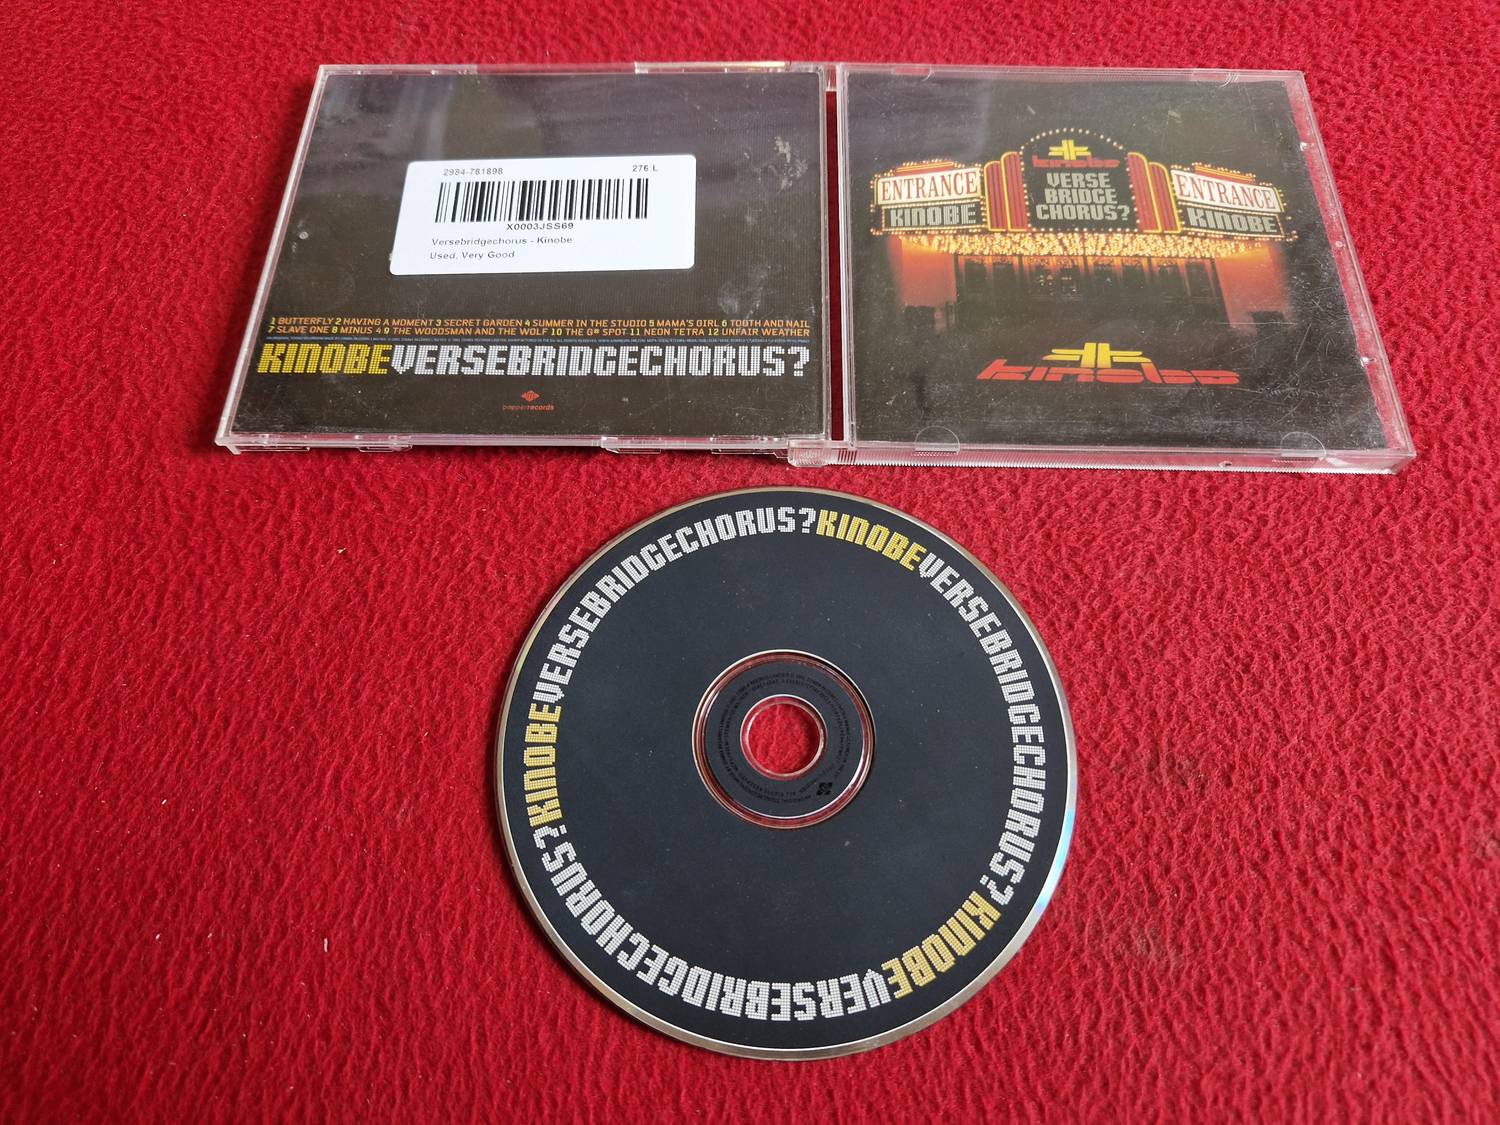 2984-781898 276.L
X0003JSS69
Versebridgechorus - Kinobe
Used, Very Good
1 BUTTERFLY 2 HAVING A MOMENT 3 SECRET GARDEN 4 SUMMER IN THE STUDIO 5 MAMA'S GIRL 6 TOOTH AND NAIL
7 SLAVE ONE 8 MINUS 4 9 THE WOODSMAN AND THE WOLF 10 THE G# SPOT 11 NEON TETRA 12 UNFAIR WEATHER
KINOBEVERSEBRIDGECHORUS?
pepperrecords
kinobe
VERSE
BRIDGE
CHORUS?
ENTRANCE
KINOBE
ENTRANCE
KINOBE
kinobe
KINOBEVERSEBRIDGECHORUS?KINOBEVERSEBRIDGECHORUS?KINOBEVERSEBRIDGECHORUS?